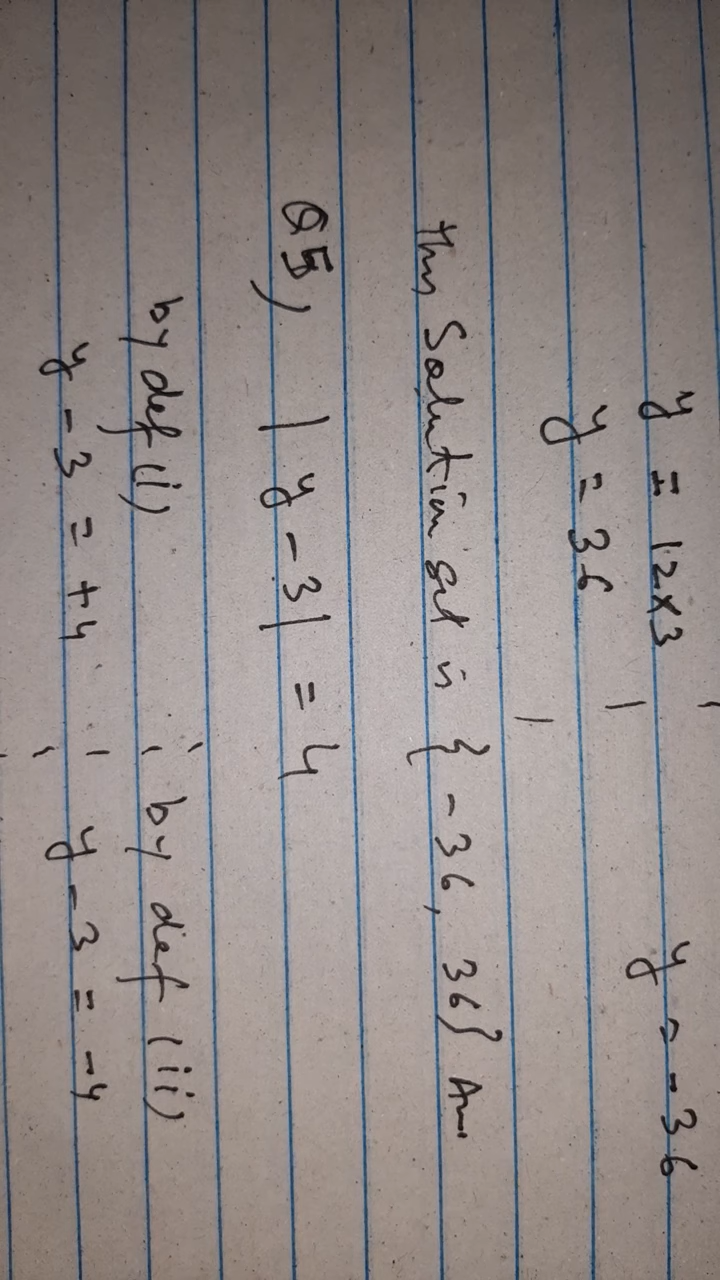 y = 12×3 y = -36
y = 36
Thus Solution set is { -36, 36} Ans
Q5) |y-3| = 4
by def (i) by def (ii)
y - 3 = +4 y - 3 = -4